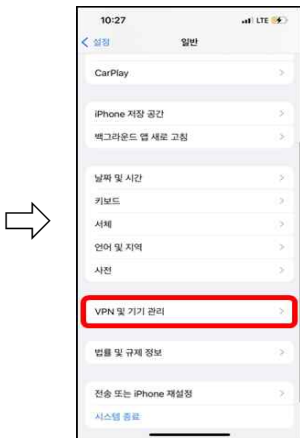 10:27
LTE
설정
일반
CarPlay
iPhone 저장 공간
백그라운드 앱 새로 고침
날짜 및 시간
키보드
서체
언어 및 지역
사전
VPN 및 기기 관리
법률 및 규제 정보
전송 또는 iPhone 재설정
시스템 종료